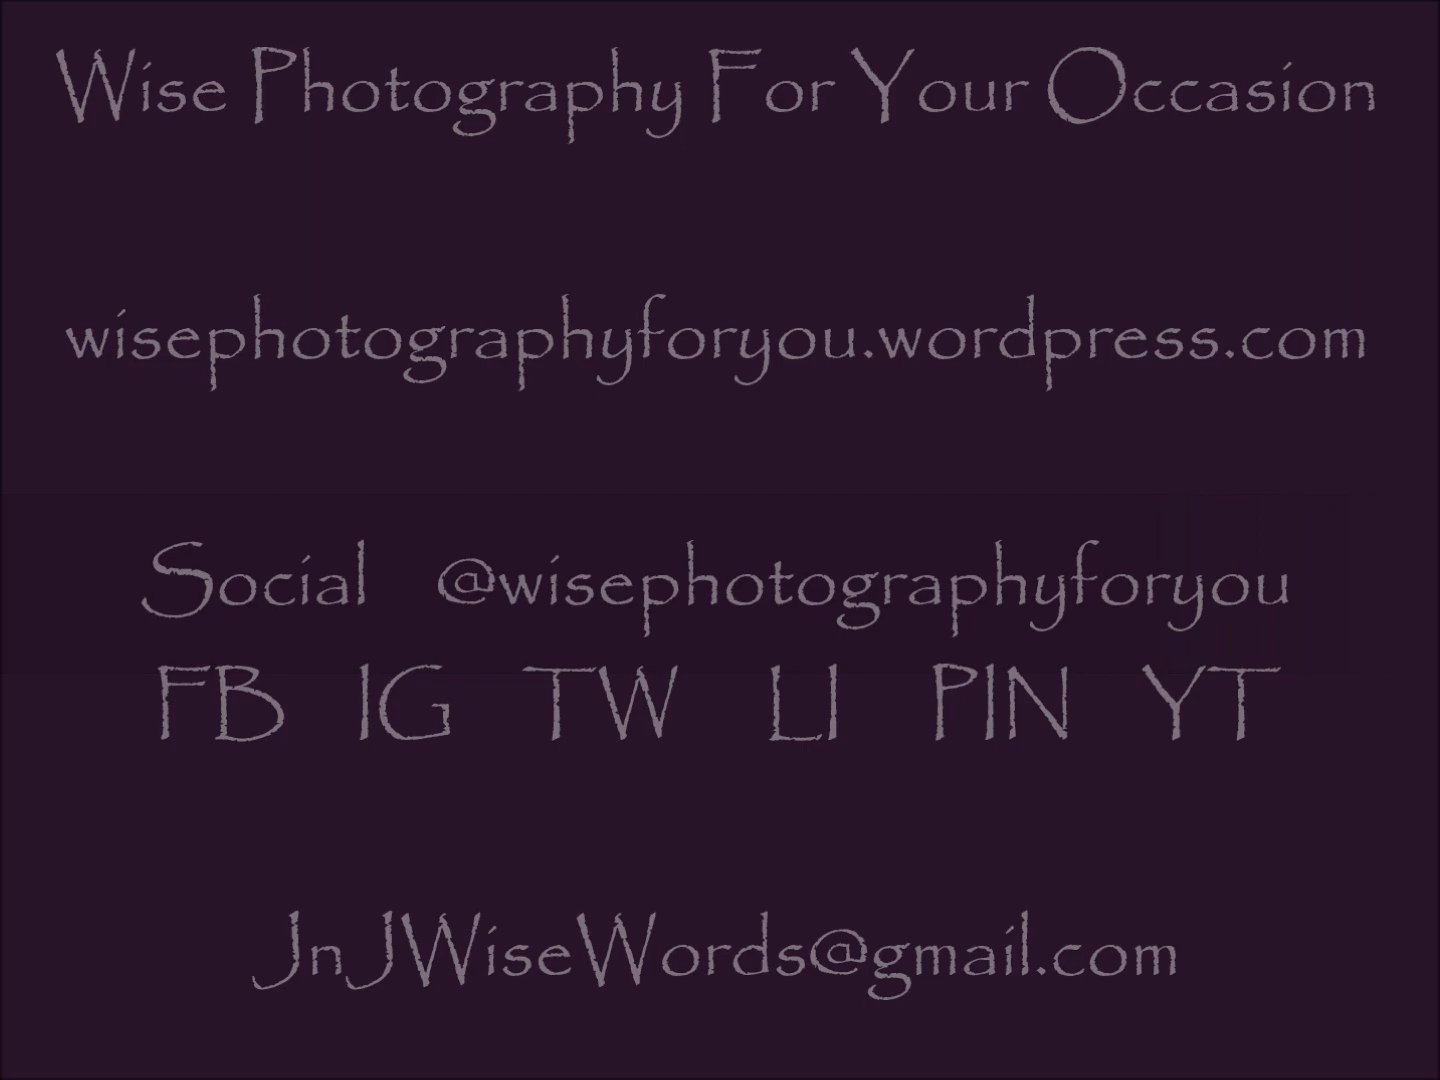 Wise Photography For Your Occasion
wisephotographyforyou.wordpress.com
Social @wisephotographyforyou
FB IG TW LI PIN YT
JnJWiseWords@gmail.com